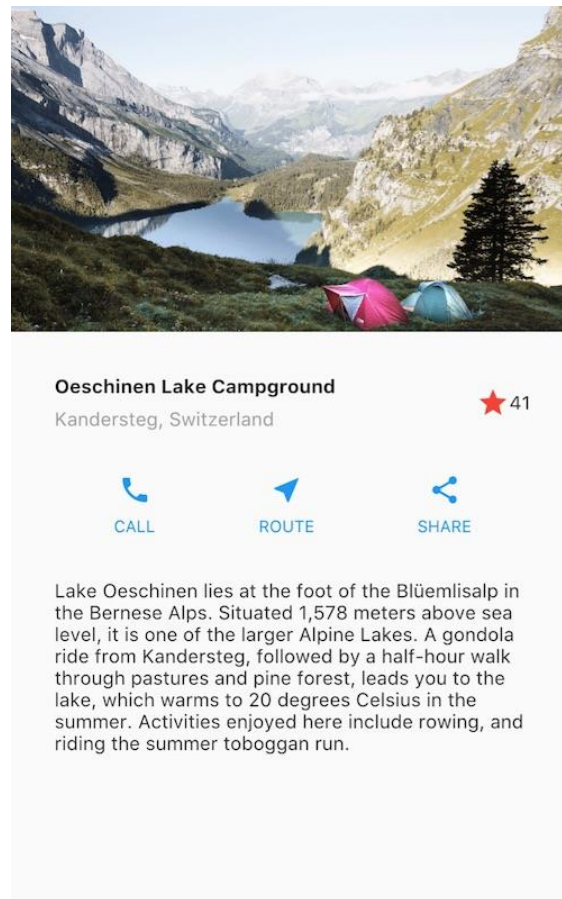 Oeschinen Lake Campground
Kandersteg, Switzerland
41
CALL
ROUTE
SHARE
Lake Oeschinen lies at the foot of the Blüemlisalp in
the Bernese Alps. Situated 1,578 meters above sea
level, it is one of the larger Alpine Lakes. A gondola
ride from Kandersteg, followed by a half-hour walk
through pastures and pine forest, leads you to the
lake, which warms to 20 degrees Celsius in the
summer. Activities enjoyed here include rowing, and
riding the summer toboggan run.